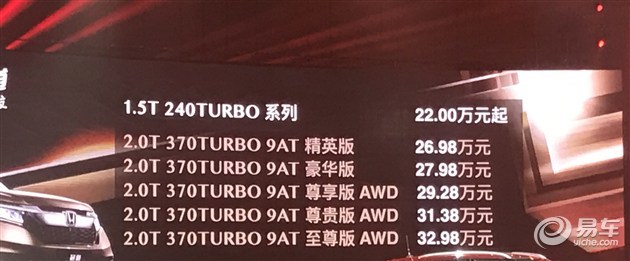 1.5T 240TURBO 系列 22.00万元起
2.0T 370TURBO 9AT 精英版 26.98万元
2.0T 370TURBO 9AT 豪华版 27.98万元
2.0T 370TURBO 9AT 尊享版 AWD 29.28万元
2.0T 370TURBO 9AT 尊贵版 AWD 31.38万元
2.0T 370TURBO 9AT 至尊版 AWD 32.98万元
易车
yiche.com